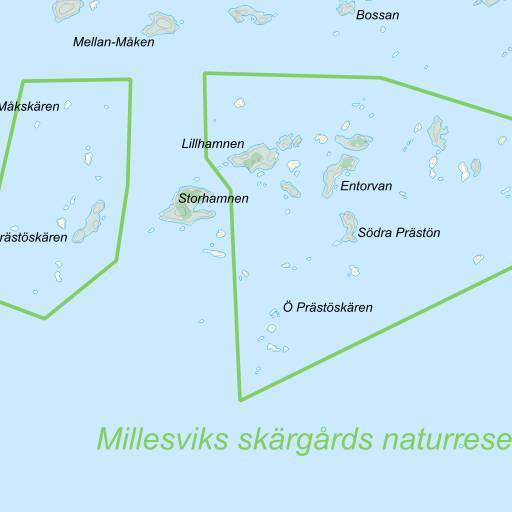 Bossan
Mellan-Måken
Måkskären
Lillhamnen
Entorvan
Storhamnen
Södra Prästön
rästöskären
Ö Prästöskären
Millesviks skärgårds naturrese